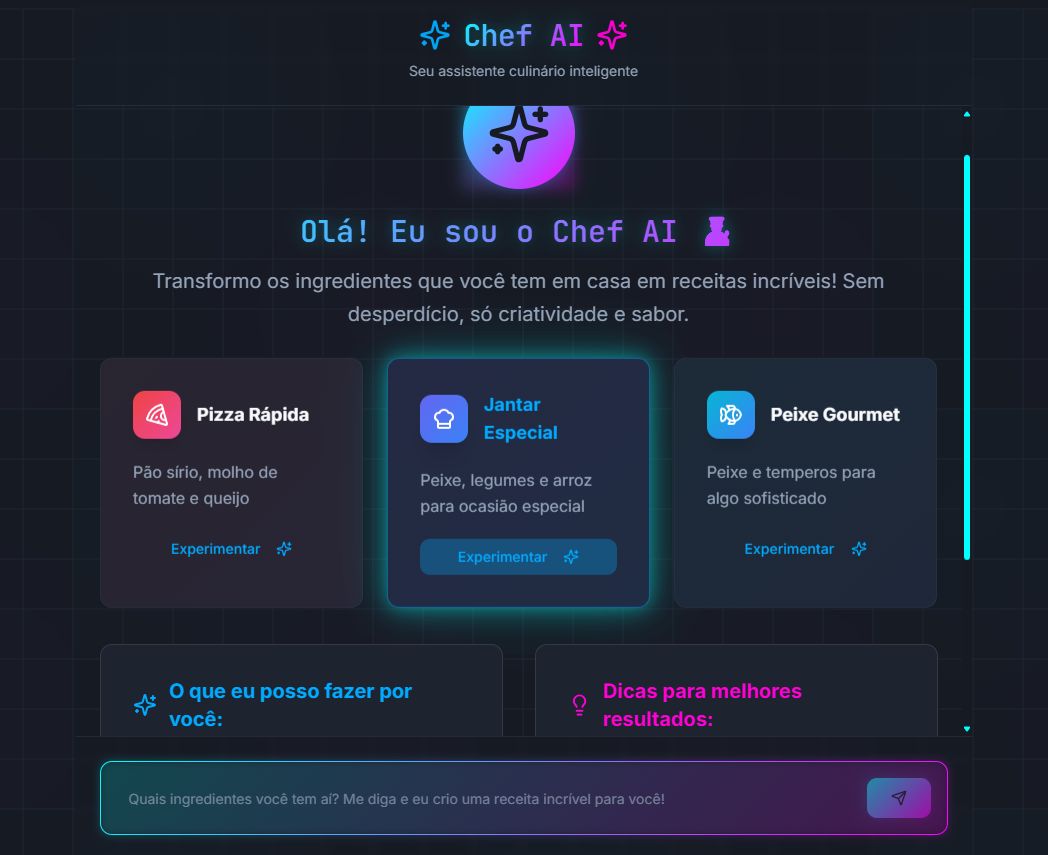 Chef AI
Seu assistente culinário inteligente
Olá! Eu sou o Chef AI
Transformo os ingredientes que você tem em casa em receitas incríveis! Sem
desperdício, só criatividade e sabor.
Pizza Rápida
Pão sírio, molho de
tomate e queijo
Experimentar
Jantar
Especial
Peixe, legumes e arroz
para ocasião especial
Experimentar
Peixe Gourmet
Peixe e temperos para
algo sofisticado
Experimentar
O que eu posso fazer por
você:
Dicas para melhores
resultados:
Quais ingredientes você tem aí? Me diga e eu crio uma receita incrível para você!